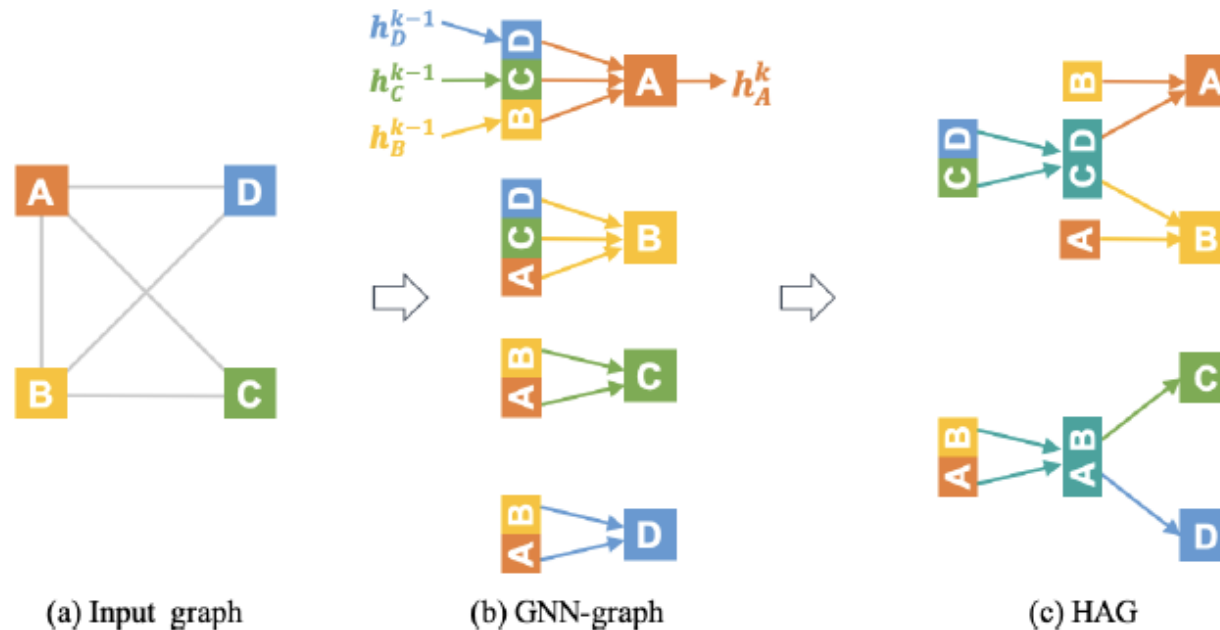 A
D
B
C
h_D^{k-1}
h_C^{k-1}
h_B^{k-1}
D
C
B
A
h_A^k
D
C
A
B
B
A
C
B
A
D
B
A
D
C
C D
A
B
B
A
A B
C
D
(a) Input graph
(b) GNN-graph
(c) HAG